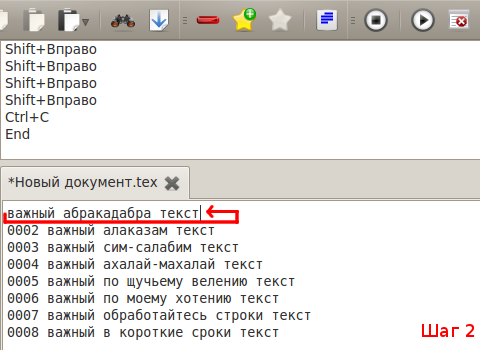 Shift+Вправо
Shift+Вправо
Shift+Вправо
Shift+Вправо
Ctrl+C
End
*Новый документ.tex
важный абракадабра текст
0002 важный алаказам текст
0003 важный сим-салабим текст
0004 важный ахалай-махалай текст
0005 важный по щучьему велению текст
0006 важный по моему хотению текст
0007 важный обработайтесь строки текст
0008 важный в короткие сроки текст
Шаг 2